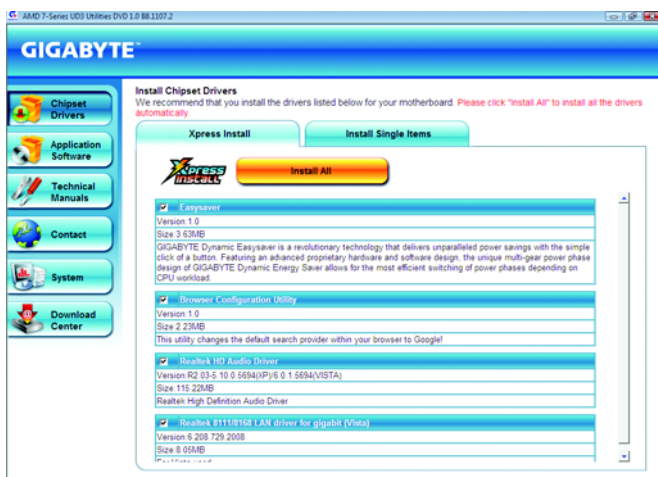 AMD 7-Series UD3 Utilities DVD 1.0 B8.1107.2
GIGABYTE™
Chipset
Drivers
Application
Software
Technical
Manuals
Contact
System
Download
Center
Install Chipset Drivers
We recommend that you install the drivers listed below for your motherboard. Please click "Install All" to install all the drivers
automatically.
Xpress Install
Install Single Items
Xpress
INSTALL
Install All
Easysaver
Version:1.0
Size:3.63MB
GIGABYTE Dynamic Easysaver is a revolutionary technology that delivers unparalleled power savings with the simple
click of a button. Featuring an advanced proprietary hardware and software design, the unique multi-gear power phase
design of GIGABYTE Dynamic Energy Saver allows for the most efficient switching of power phases depending on
CPU workload.
Browser Configuration Utility
Version:1.0
Size:2.23MB
This utility changes the default search provider within your browser to Google!
Realtek HD Audio Driver
Version:R2.03-5.10.0.5694(XP)/6.0.1.5694(VISTA)
Size:115.22MB
Realtek High Definition Audio Driver
Realtek 8111/8168 LAN driver for gigabit (Vista)
Version:6.208.729.2008
Size:8.05MB